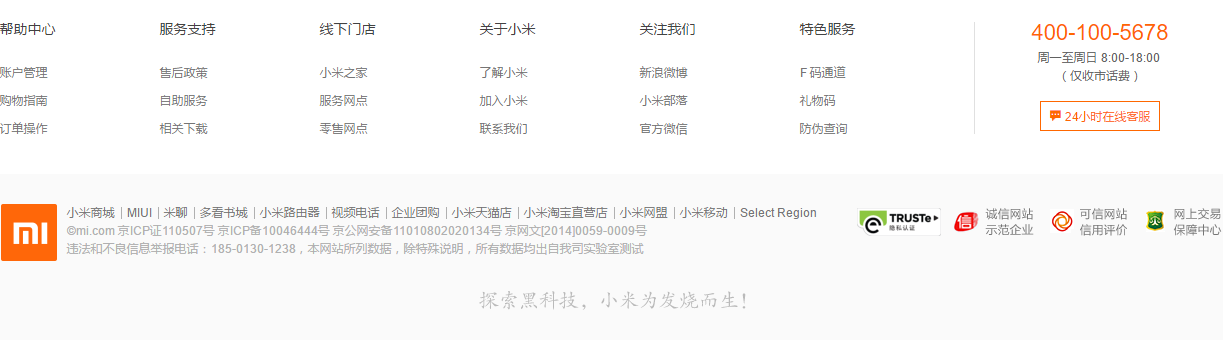 帮助中心 服务支持 线下门店 关于小米 关注我们 特色服务 400-100-5678
周一至周日 8:00-18:00
账户管理 售后政策 小米之家 了解小米 新浪微博 F 码通道
（仅收市话费）
购物指南 自助服务 服务网点 加入小米 小米部落 礼物码
24小时在线客服
订单操作 相关下载 零售网点 联系我们 官方微信 防伪查询
mi
小米商城 | MIUI | 米聊 | 多看书城 | 小米路由器 | 视频电话 | 企业团购 | 小米天猫店 | 小米淘宝直营店 | 小米网盟 | 小米移动 | Select Region
©mi.com 京ICP证110507号 京ICP备10046444号 京公网安备11010802020134号 京网文[2014]0059-0009号
违法和不良信息举报电话：185-0130-1238，本网站所列数据，除特殊说明，所有数据均出自我司实验室测试
TRUSTe
隐私认证
诚信网站
示范企业
可信网站
信用评价
网上交易
保障中心
探索黑科技，小米为发烧而生！